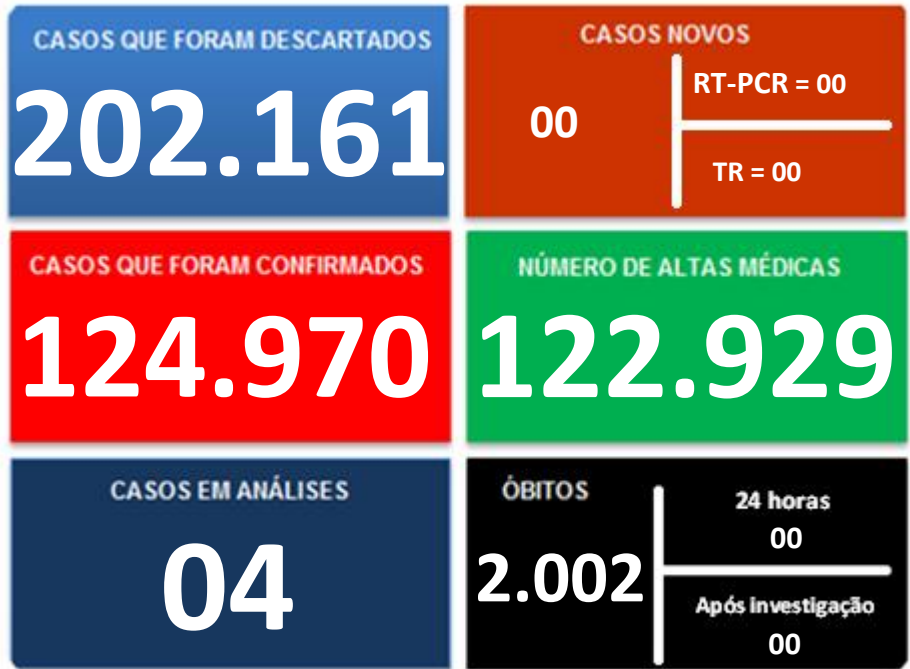 CASOS QUE FORAM DESCARTADOS
202.161
CASOS NOVOS
00
RT-PCR = 00
TR = 00
CASOS QUE FORAM CONFIRMADOS
124.970
NÚMERO DE ALTAS MÉDICAS
122.929
CASOS EM ANÁLISES
04
ÓBITOS
2.002
24 horas
00
Após investigação
00